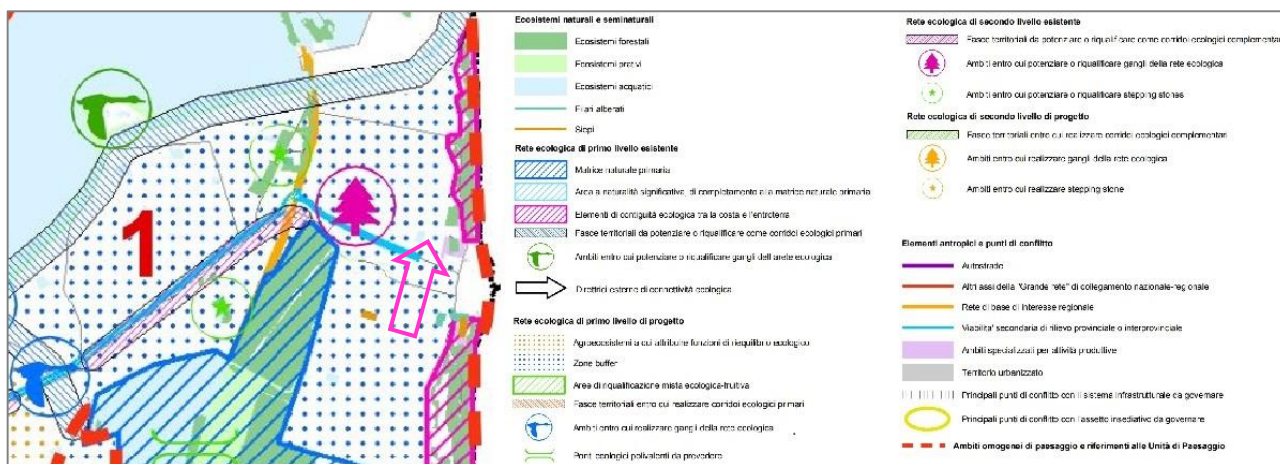 1
Ecosistemi naturali e seminaturali
Ecosistemi forestali
Ecosistemi prativi
Ecosistemi acquatici
Filari alberati
Siepi
Rete ecologica di primo livello esistente
Matrice naturale primaria
Area a naturalità significativa di completamento alla matrice naturale primaria
Elementi di contiguità ecologica tra la costa e l'entroterra
Fasce territoriali da potenziare o riqualificare come corridoi ecologici primari
Ambiti entro cui potenziare o riqualificare gangli dell arete ecologica
Direttrici esterne di connettività ecologica
Rete ecologica di primo livello di progetto
Agroecosistemi a cui attribuire funzioni di riequilibrio ecologico
Zone buffer
Area di riqualificazione mista ecologica-fruitiva
Fasce territoriali entro cui realizzare corridoi ecologici primari
Ambiti entro cui realizzare gangli della rete ecologica
Ponti ecologici polivalenti da prevedere
Rete ecologica di secondo livello esistente
Fasce territoriali da potenziare o riqualificare come corridoi ecologici complementari
Ambiti entro cui potenziare o riqualificare gangli della rete ecologica
Ambiti entro cui potenziare o riqualificare stepping stones
Rete ecologica di secondo livello di progetto
Fasce territoriali entro cui realizzare corridoi ecologici complementari
Ambiti entro cui realizzare gangli della rete ecologica
Ambiti entro cui realizzare stepping stone
Elementi antropici e punti di conflitto
Autostrade
Altri assi della "Grande rete" di collegamento nazionale-regionale
Rete di base di interesse regionale
Viabilita' secondaria di rilievo provinciale o interprovinciale
Ambiti specializzati per attività produttive
Territorio urbanizzato
Principali punti di conflitto con il sistema infrastrutturale da governare
Principali punti di conflitto con l'assetto insediativo da governare
Ambiti omogenei di paesaggio e riferimenti alle Unità di Paesaggio